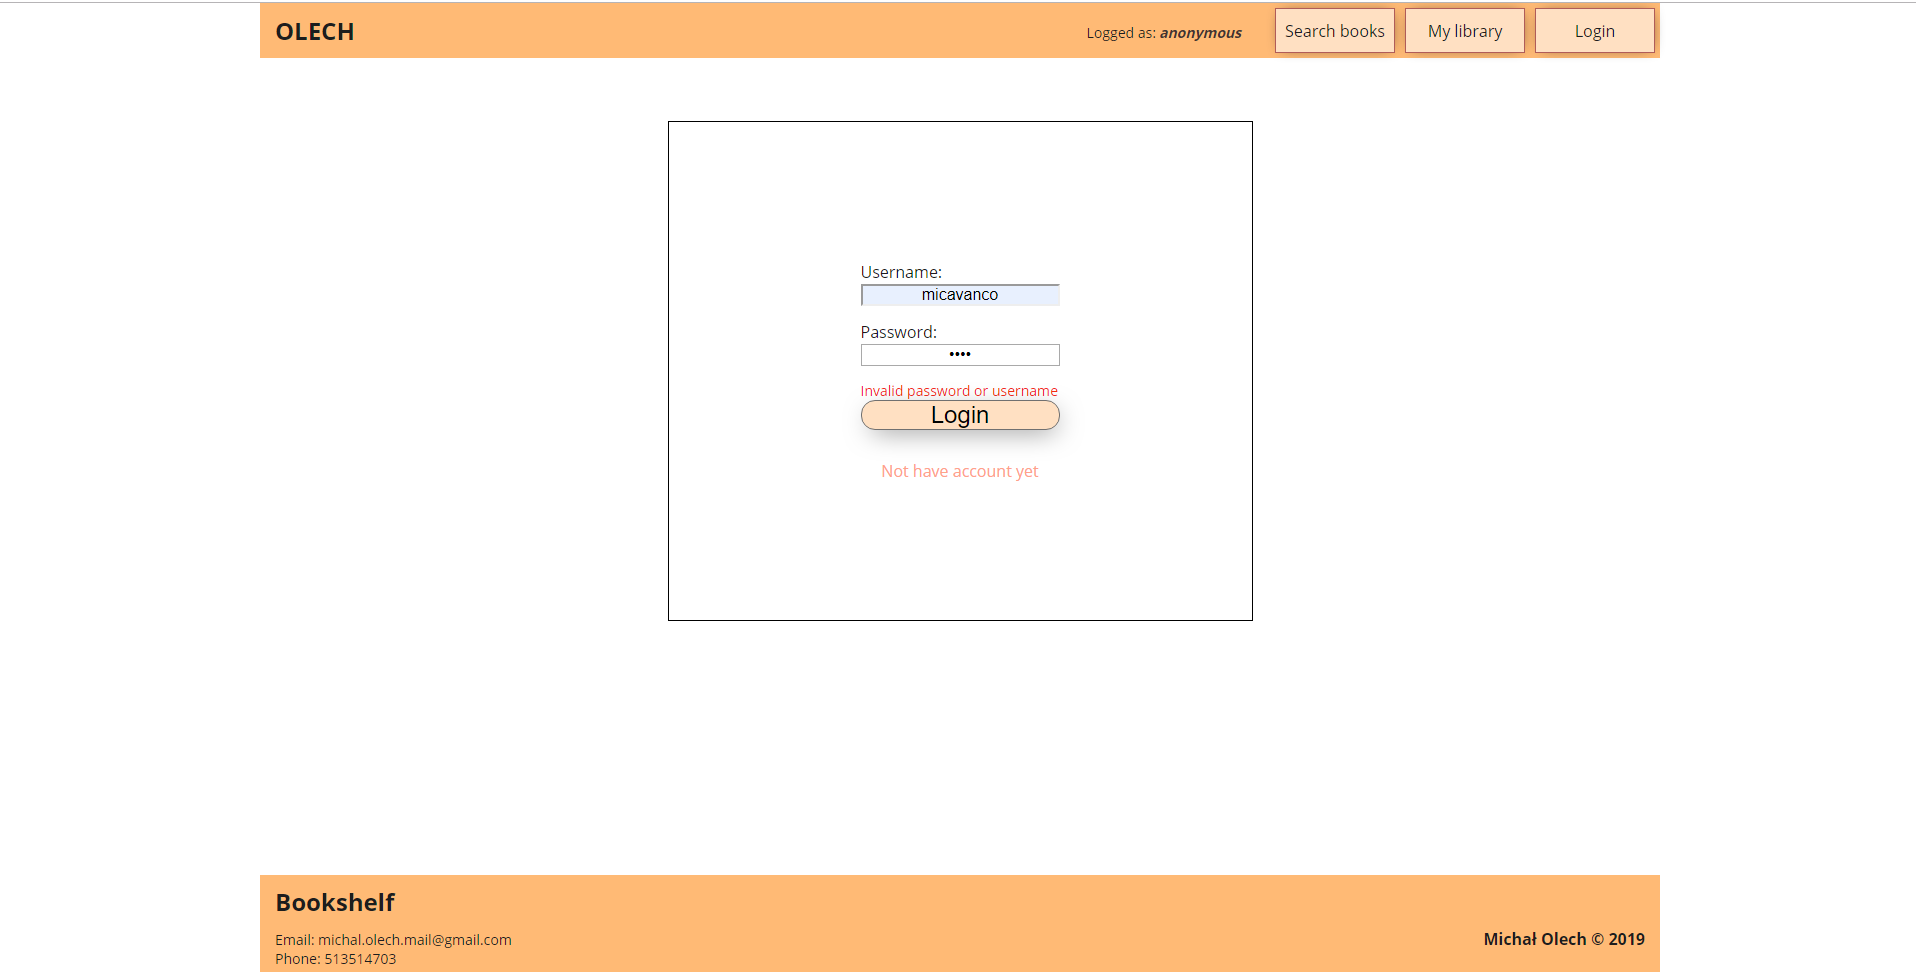 OLECH
Logged as: anonymous
Search books
My library
Login
Username:
micavanco
Password:
••••
Invalid password or username
Login
Not have account yet
Bookshelf
Email: michal.olech.mail@gmail.com
Phone: 513514703
Michał Olech © 2019